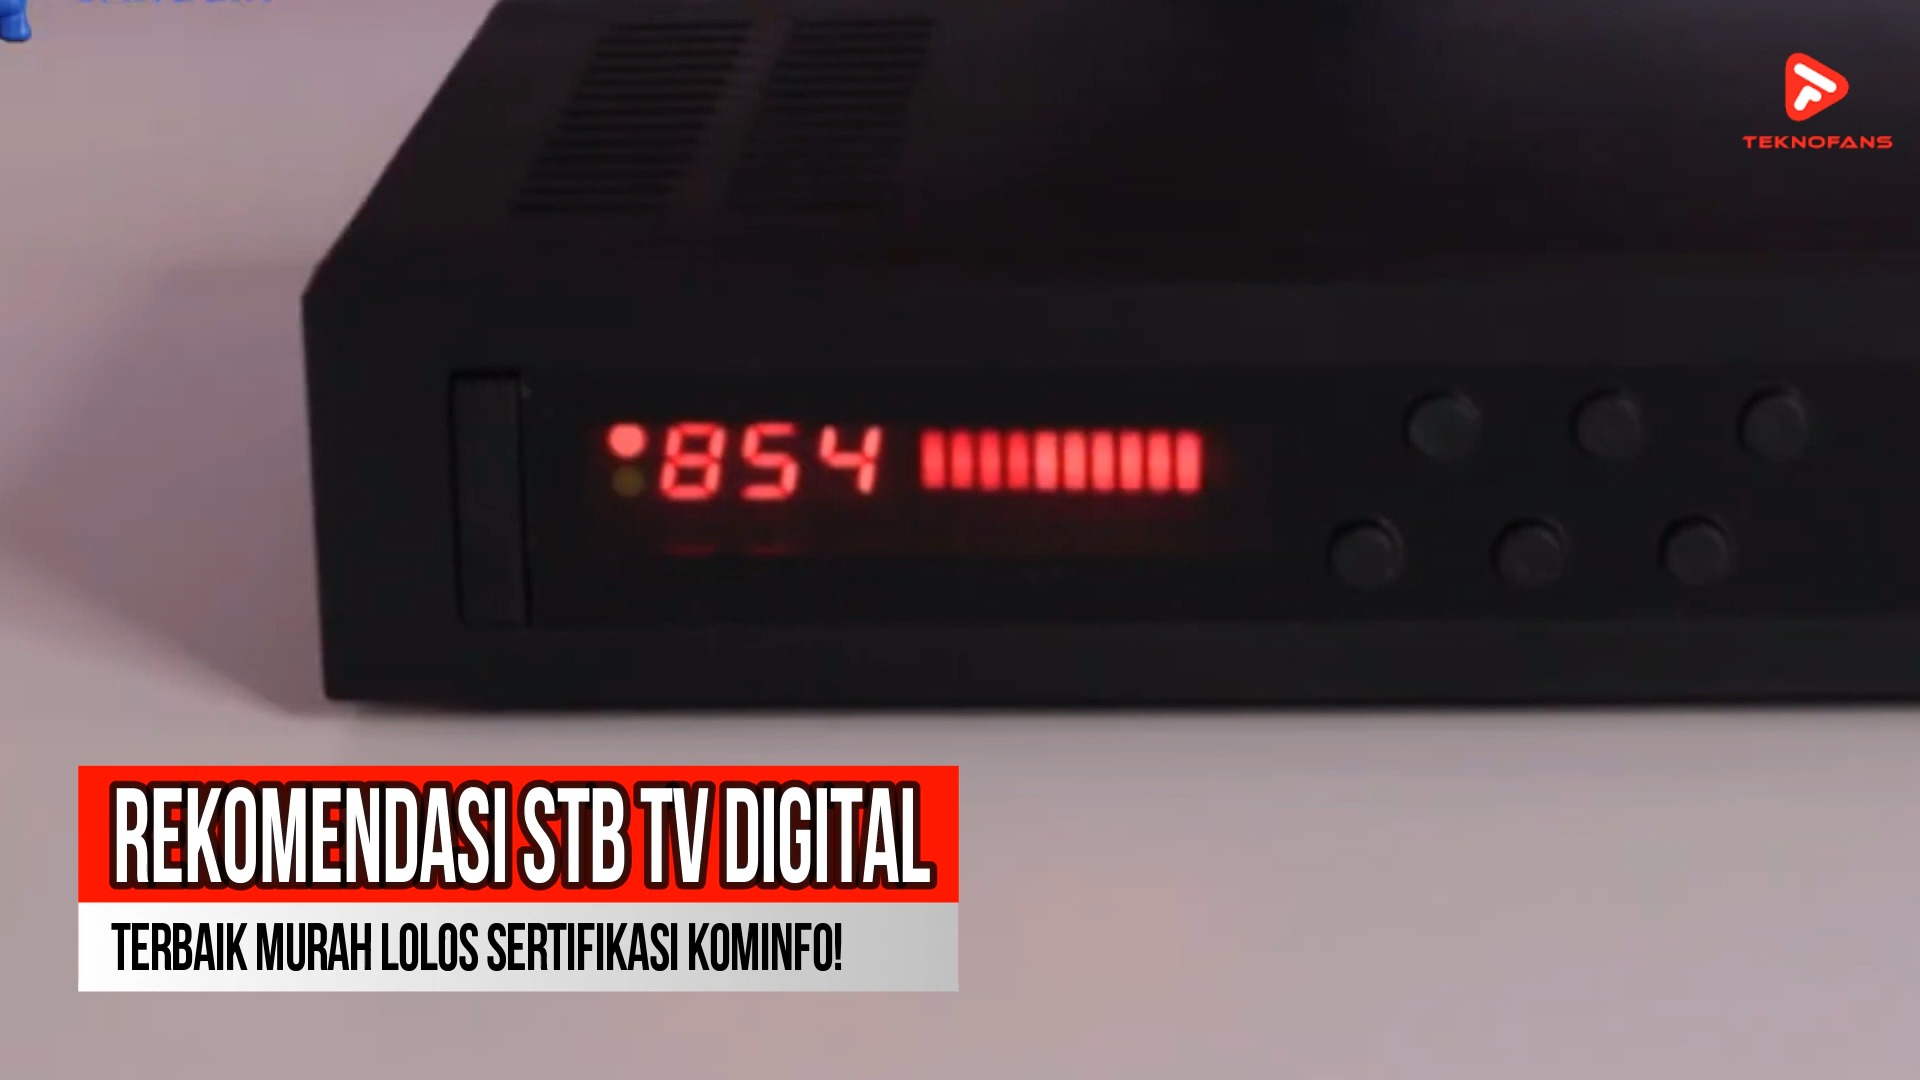 TEKNOFANS
854
REKOMENDASI STB TV DIGITAL
TERBAIK MURAH LOLOS SERTIFIKASI KOMINFO!